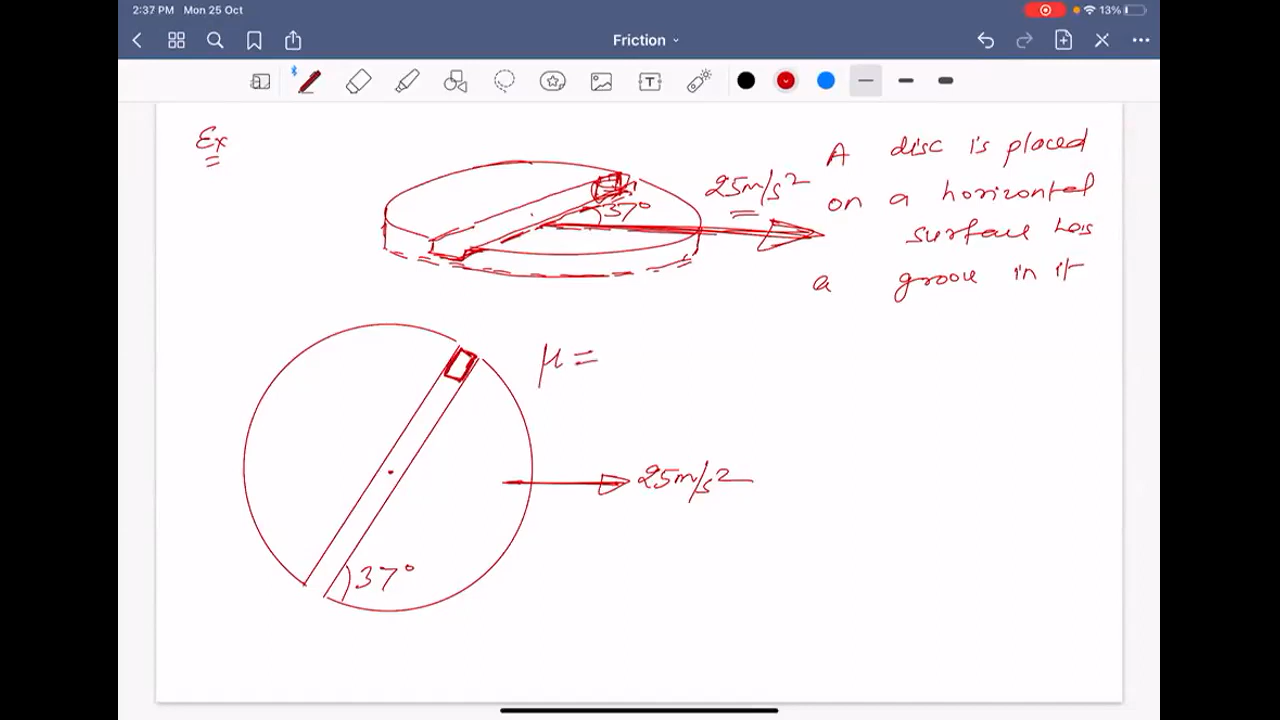 2:37 PM Mon 25 Oct
13%
Friction
T
Ex
A disc is placed
25m/s²
on a horizontal
37°
surface has
a groove in it
μ =
25m/s²
37°